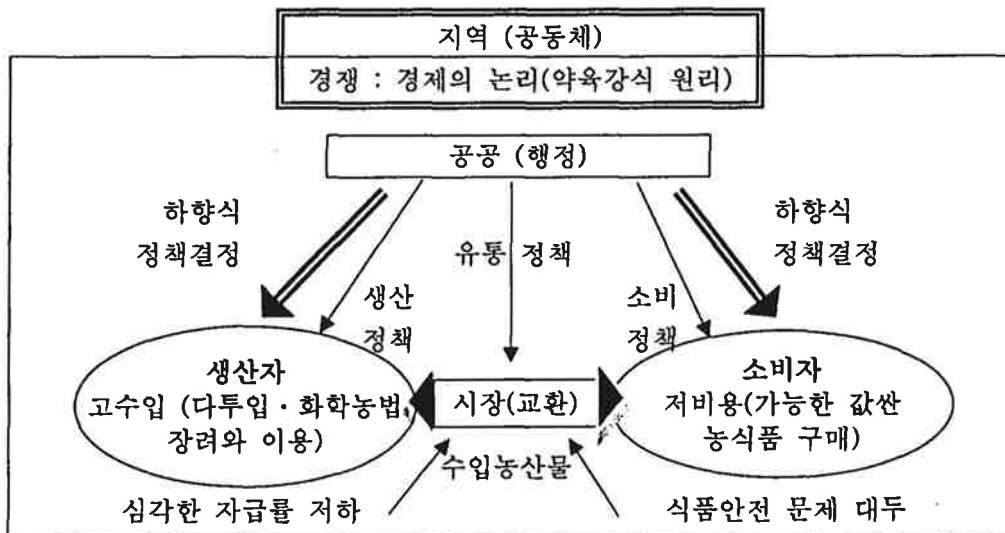 지역 (공동체)
경쟁 : 경제의 논리(약육강식 원리)
공공 (행정)
하향식
정책결정
유통 정책
하향식
정책결정
생산
정책
소비
정책
생산자
고수입 (다투입·화학농법
장려와 이용)
시장(교환)
소비자
저비용(가능한 값싼
농식품 구매)
수입농산물
심각한 자급률 저하
식품안전 문제 대두